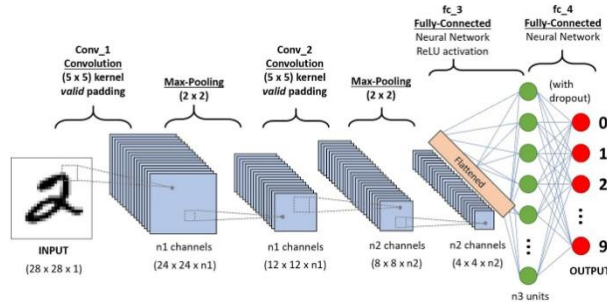 fc_3
Fully-Connected
Neural Network
ReLU activation
fc_4
Fully-Connected
Neural Network
Conv_1
Convolution
(5 x 5) kernel
valid padding
Max-Pooling
(2 x 2)
Conv_2
Convolution
(5 x 5) kernel
valid padding
Max-Pooling
(2 x 2)
(with
dropout)
2
Flattened
0
1
2
9
INPUT
(28 x 28 x 1)
n1 channels
(24 x 24 x n1)
n1 channels
(12 x 12 x n1)
n2 channels
(8 x 8 x n2)
n2 channels
(4 x 4 x n2)
OUTPUT
n3 units